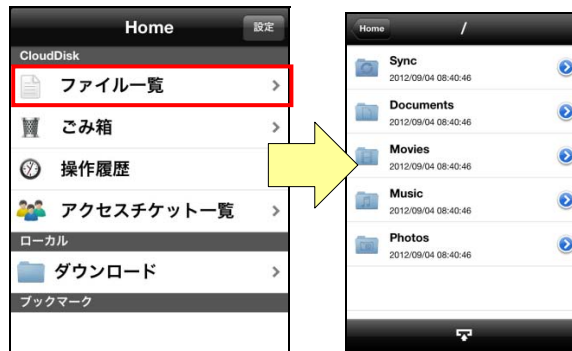 Home
設定
CloudDisk
ファイル一覧
ごみ箱
操作履歴
アクセスチケット一覧
ローカル
ダウンロード
ブックマーク
Home
/
Sync
2012/09/04 08:40:46
Documents
2012/09/04 08:40:46
Movies
2012/09/04 08:40:46
Music
2012/09/04 08:40:46
Photos
2012/09/04 08:40:46